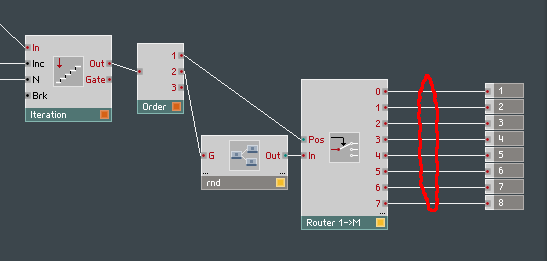 In
Inc
N
Brk
Out
Gate
Iteration
1
2
3
Order
G
Out
...
...
rnd
Pos
In
0
1
2
3
4
5
6
7
...
Router 1->M
1
2
3
4
5
6
7
8